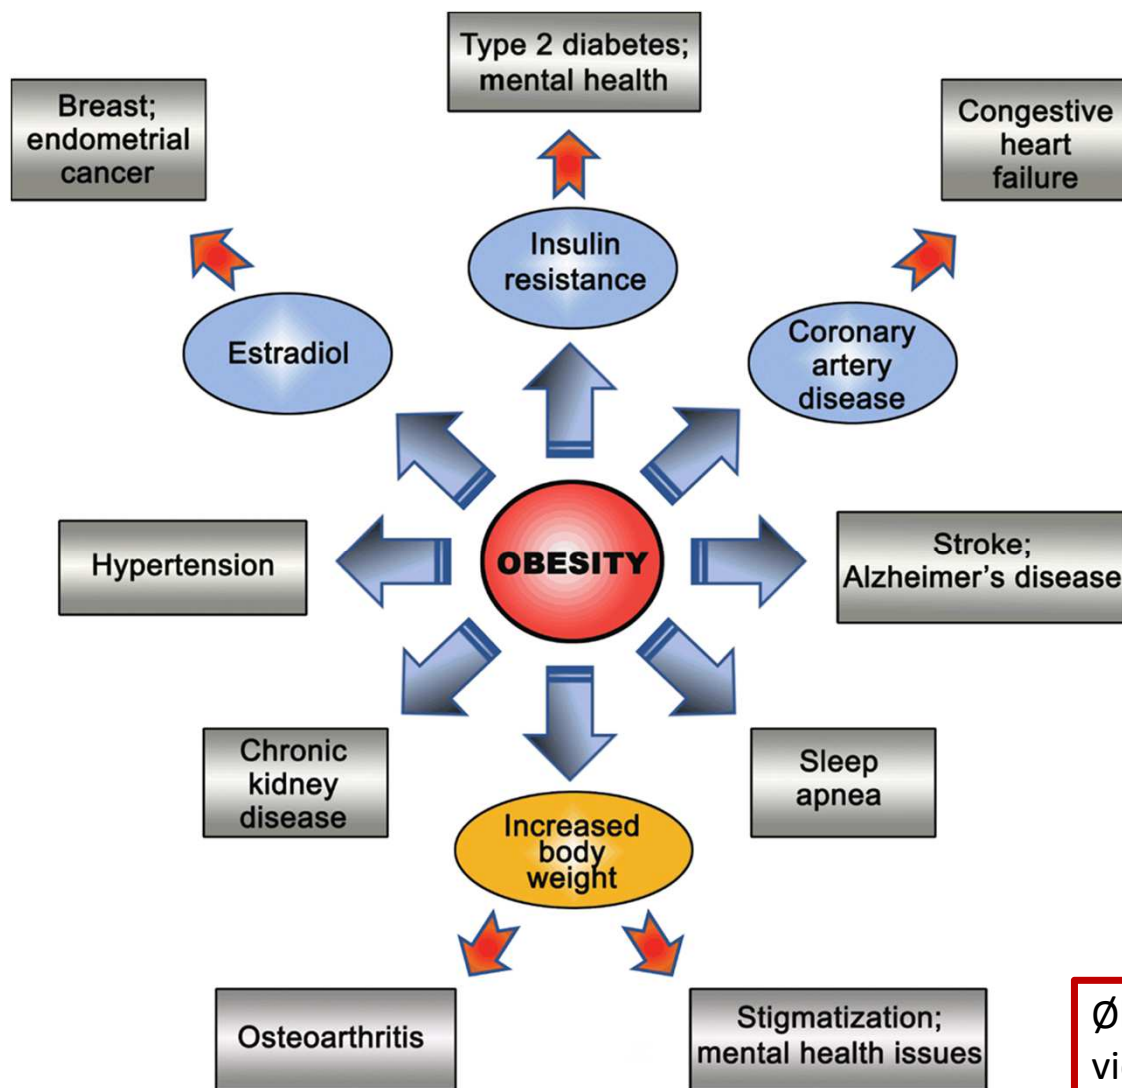 Type 2 diabetes;
mental health
Breast;
endometrial
cancer
Congestive
heart
failure
Insulin
resistance
Estradiol
Coronary
artery
disease
Hypertension
OBESITY
Stroke;
Alzheimer’s disease
Chronic
kidney
disease
Sleep
apnea
Increased
body
weight
Osteoarthritis
Stigmatization;
mental health issues
Ø